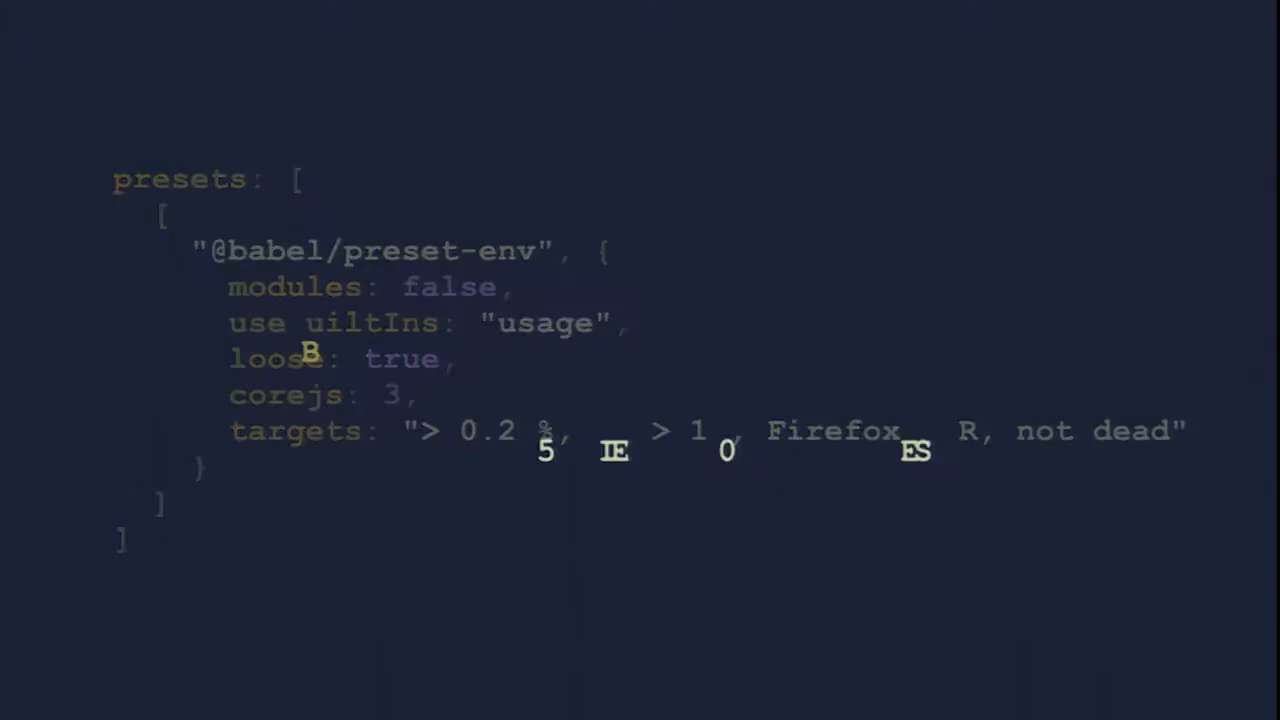 presets: [
[
"@babel/preset-env", {
modules: false,
use uiltIns: "usage",
B
loose: true,
corejs: 3,
targets: "> 0.2 %, > 1 , Firefox R, not dead"
5 IE 0 ES
}
]
]